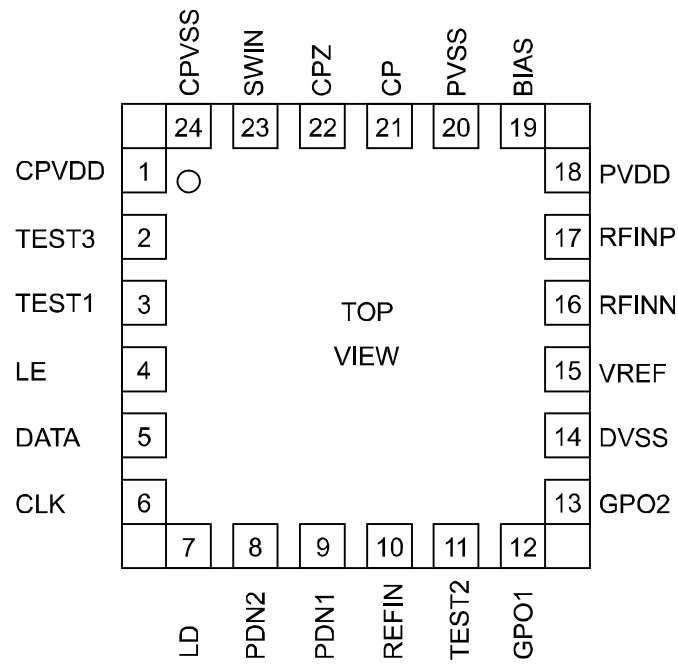 CPVSS
SWIN
CPZ
CP
PVSS
BIAS
24 23 22 21 20 19
CPVDD 1 18 PVDD
TEST3 2 17 RFINP
TEST1 3 TOP 16 RFINN
LE 4 VIEW 15 VREF
DATA 5 14 DVSS
CLK 6 13 GPO2
7 8 9 10 11 12
LD
PDN2
PDN1
REFIN
TEST2
GPO1